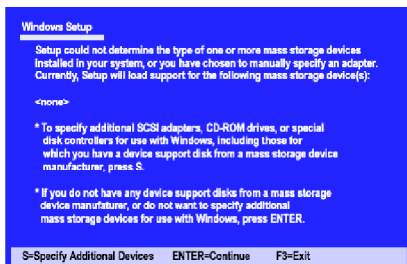 Windows Setup
Setup could not determine the type of one or more mass storage devices
installed in your system, or you have chosen to manually specify an adapter.
Currently, Setup will load support for the following mass storage device(s):
<none>
* To specify additional SCSI adapters, CD-ROM drives, or special
disk controllers for use with Windows, including those for
which you have a device support disk from a mass storage device
manufacturer, press S.
* If you do not have any device support disks from a mass storage
device manufaturer, or do not want to specify additional
mass storage devices for use with Windows, press ENTER.
S=Specify Additional Devices ENTER=Continue F3=Exit